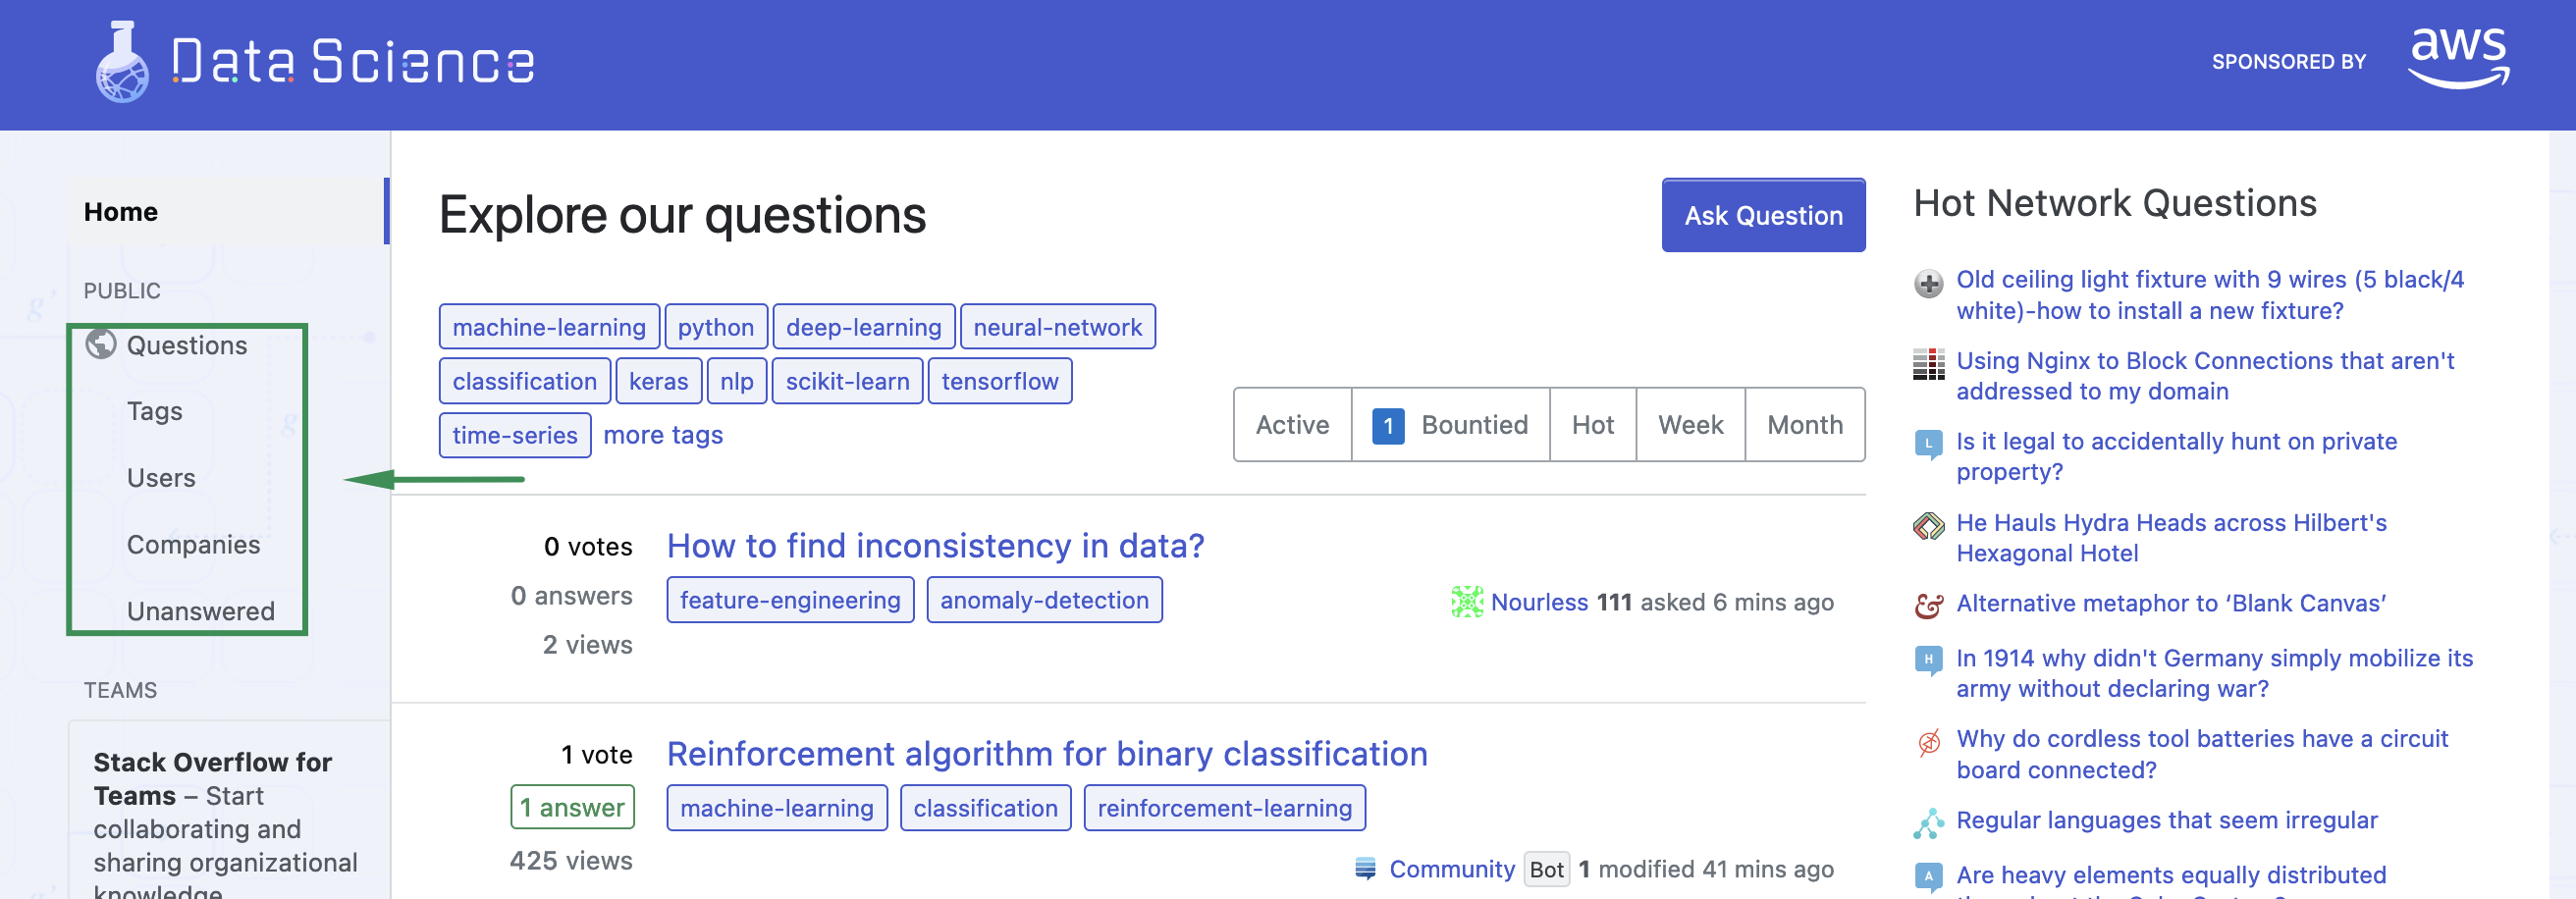 Data Science
SPONSORED BY
aws
Home
PUBLIC
Questions
Tags
Users
Companies
Unanswered
TEAMS
Stack Overflow for
Teams – Start
collaborating and
sharing organizational
knowledge
Explore our questions
Ask Question
machine-learning python deep-learning neural-network
classification keras nlp scikit-learn tensorflow
time-series more tags
Active 1 Bountied Hot Week Month
0 votes
0 answers
2 views
How to find inconsistency in data?
feature-engineering anomaly-detection
Nourless 111 asked 6 mins ago
1 vote
1 answer
425 views
Reinforcement algorithm for binary classification
machine-learning classification reinforcement-learning
Community Bot 1 modified 41 mins ago
Hot Network Questions
Old ceiling light fixture with 9 wires (5 black/4
white)-how to install a new fixture?
Using Nginx to Block Connections that aren't
addressed to my domain
L
Is it legal to accidentally hunt on private
property?
He Hauls Hydra Heads across Hilbert's
Hexagonal Hotel
Alternative metaphor to ‘Blank Canvas’
H
In 1914 why didn't Germany simply mobilize its
army without declaring war?
Why do cordless tool batteries have a circuit
board connected?
Regular languages that seem irregular
A
Are heavy elements equally distributed